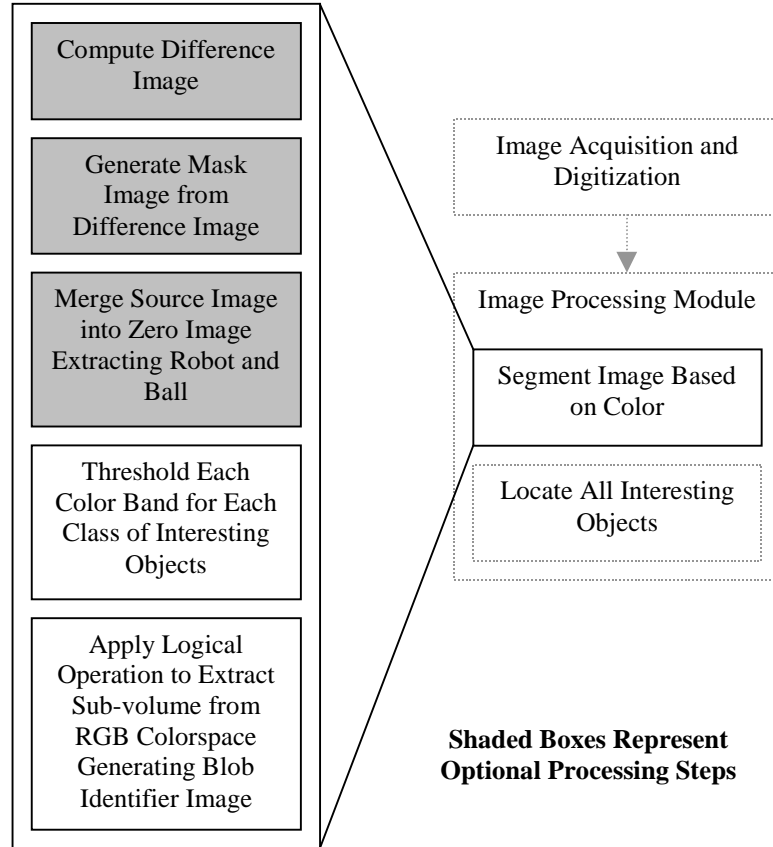 Compute Difference
Image
Generate Mask
Image from
Difference Image
Merge Source Image
into Zero Image
Extracting Robot and
Ball
Threshold Each
Color Band for Each
Class of Interesting
Objects
Apply Logical
Operation to Extract
Sub-volume from
RGB Colorspace
Generating Blob
Identifier Image
Image Acquisition and
Digitization
Image Processing Module
Segment Image Based
on Color
Locate All Interesting
Objects
Shaded Boxes Represent
Optional Processing Steps